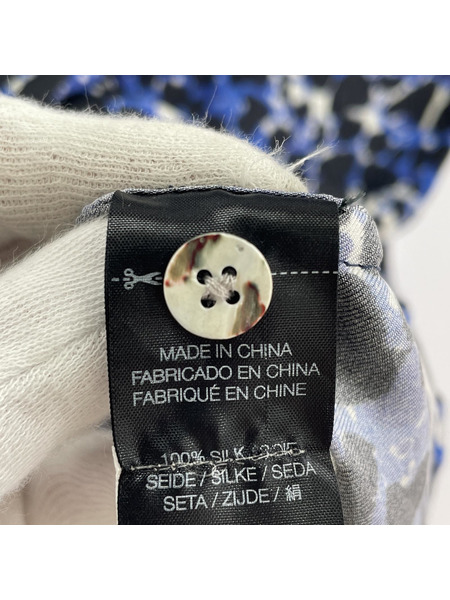 MADE IN CHINA
FABRICADO EN CHINA
FABRIQUÉ EN CHINE
100% SILK
SEIDE / SILKE / SEDA
SETA / ZIJDE / 絹